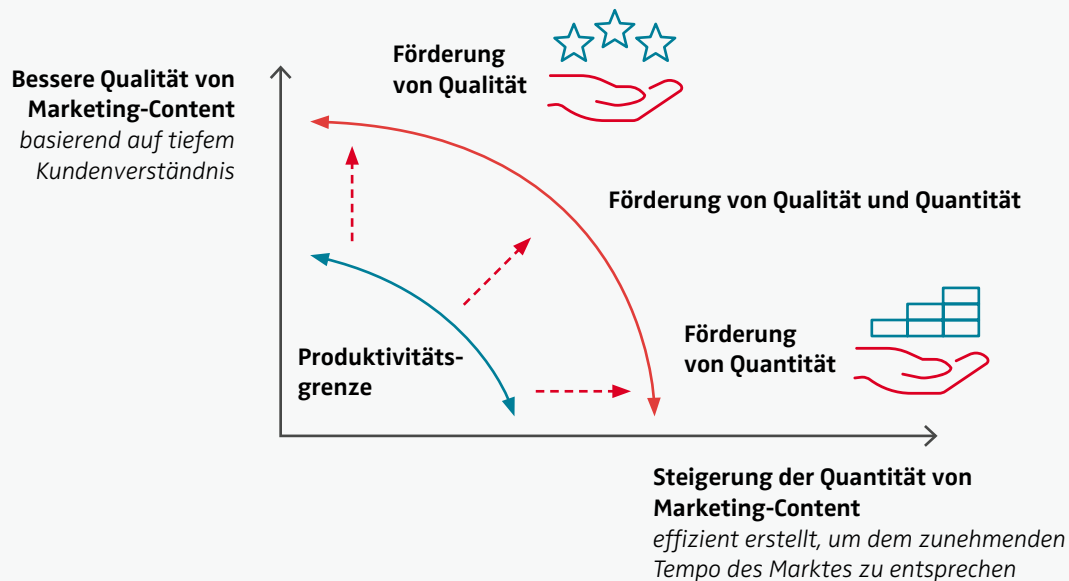 Förderung
von Qualität
Bessere Qualität von
Marketing-Content
basierend auf tiefem
Kundenverständnis
Förderung von Qualität und Quantität
Förderung
von Quantität
Produktivitäts-
grenze
Steigerung der Quantität von
Marketing-Content
effizient erstellt, um dem zunehmenden
Tempo des Marktes zu entsprechen